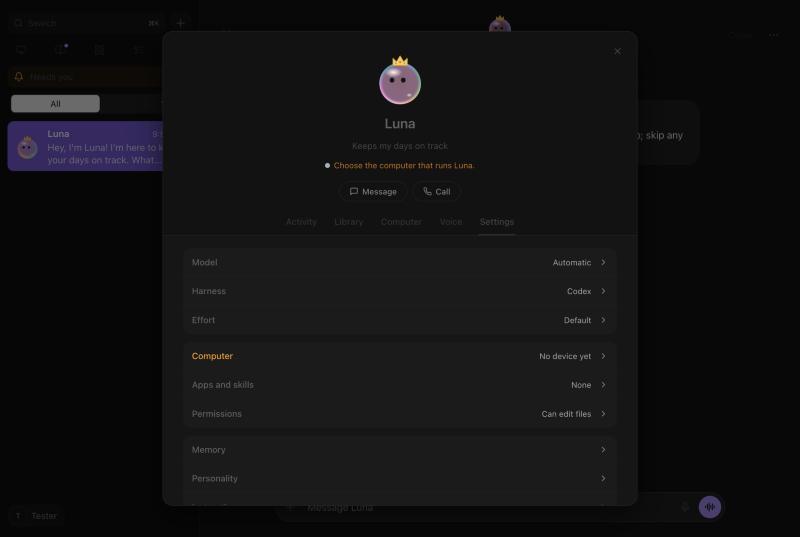 Search ⌘K
Needs you
All
Luna
Hey, I'm Luna! I'm here to
your days on track. What...
Luna
Keeps my days on track
Choose the computer that runs Luna.
Message Call
Activity Library Computer Voice Settings
Model Automatic
Harness Codex
Effort Default
Computer No device yet
Apps and skills None
Permissions Can edit files
Memory
Personality
skip any
Message Luna
T Tester